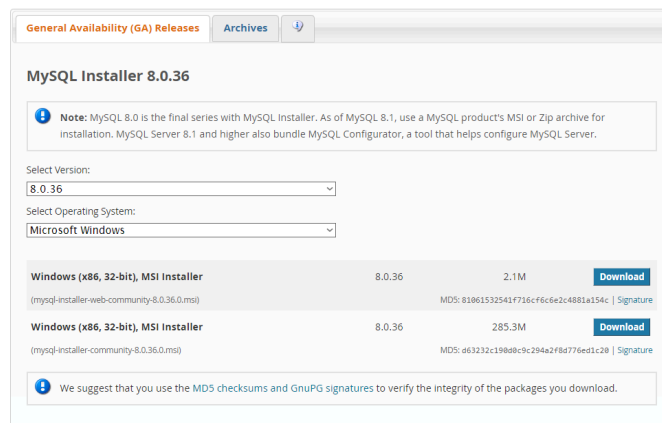 General Availability (GA) Releases
Archives
MySQL Installer 8.0.36
Note: MySQL 8.0 is the final series with MySQL Installer. As of MySQL 8.1, use a MySQL product's MSI or Zip archive for
installation. MySQL Server 8.1 and higher also bundle MySQL Configurator, a tool that helps configure MySQL Server.
Select Version:
8.0.36
Select Operating System:
Microsoft Windows
Windows (x86, 32-bit), MSI Installer 8.0.36 2.1M Download
(mysql-installer-web-community-8.0.36.0.msi) MD5: 81061532541f716cf6c6e2c4881a154c | Signature
Windows (x86, 32-bit), MSI Installer 8.0.36 285.3M Download
(mysql-installer-community-8.0.36.0.msi) MD5: d63232c190d0c9c294a2f8d776ed1c20 | Signature
We suggest that you use the MD5 checksums and GnuPG signatures to verify the integrity of the packages you download.